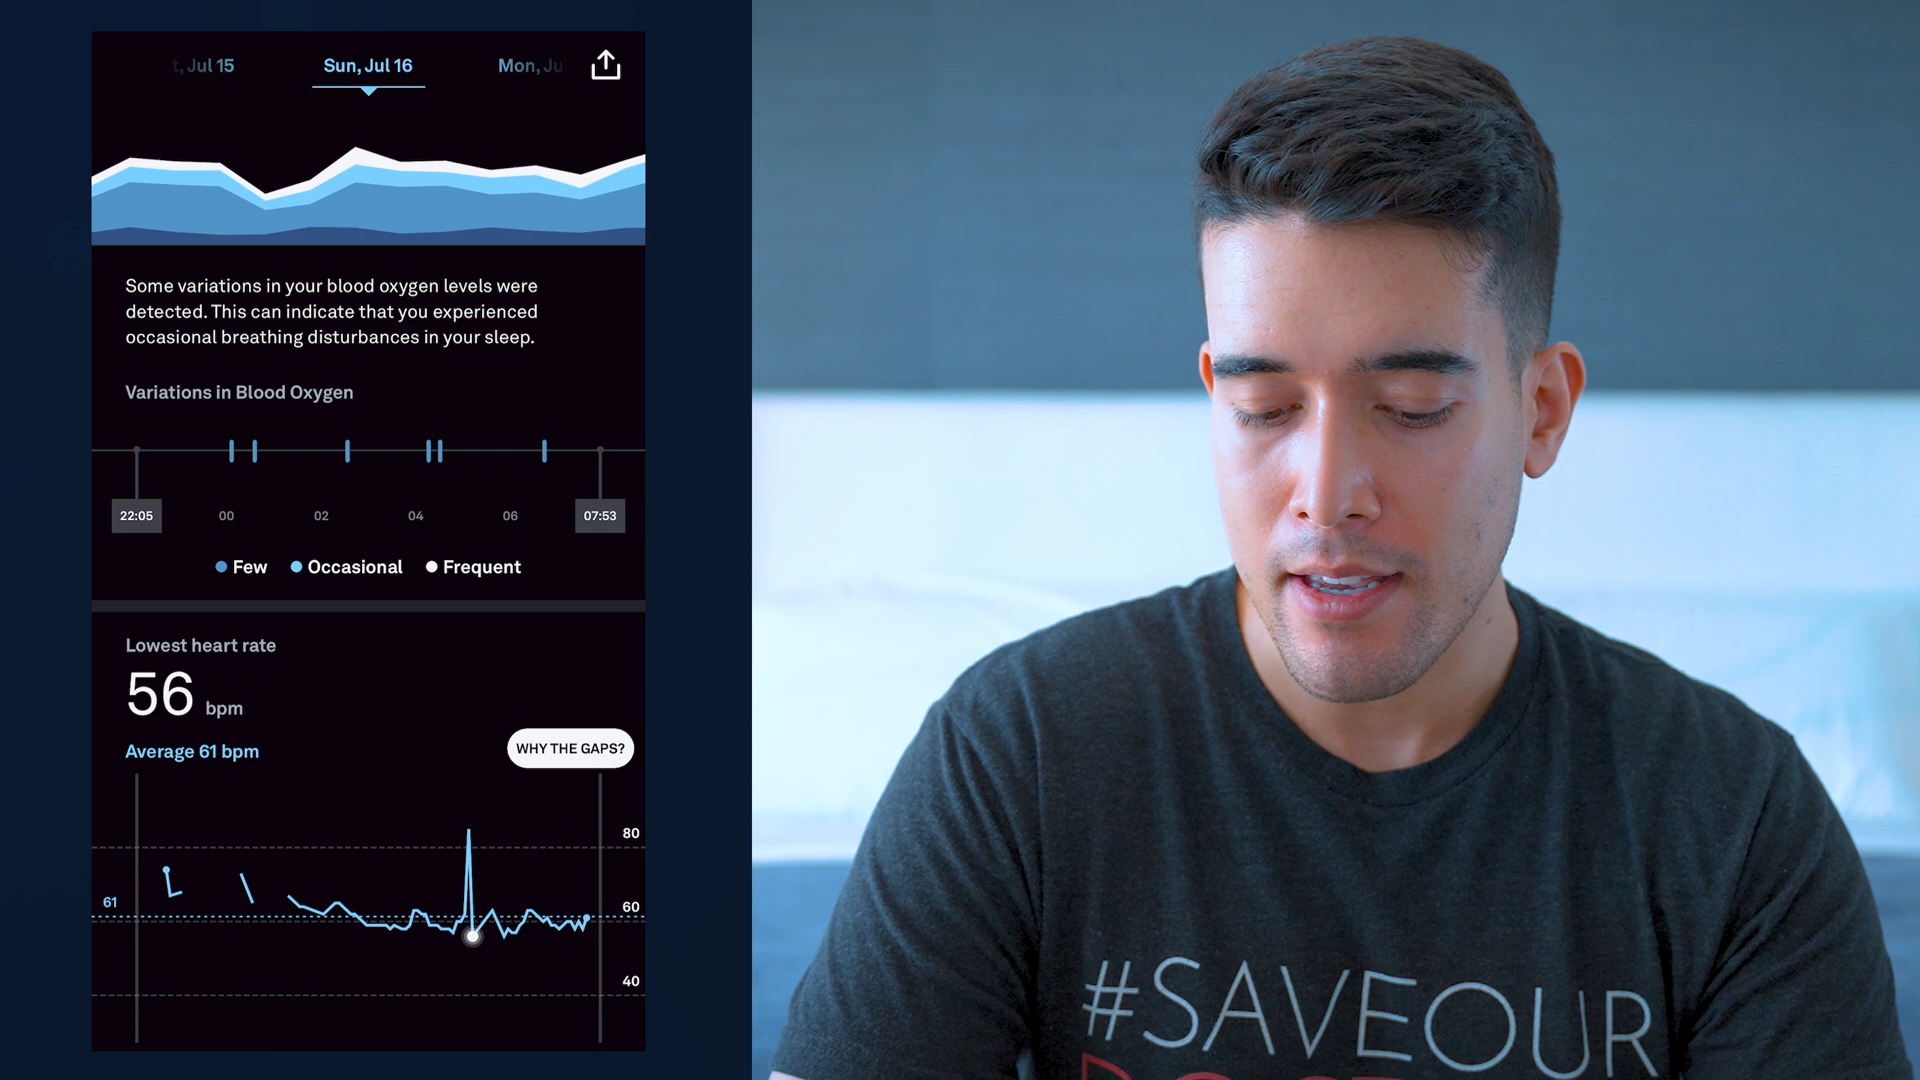 t, Jul 15
Sun, Jul 16
Mon, Ju
Some variations in your blood oxygen levels were
detected. This can indicate that you experienced
occasional breathing disturbances in your sleep.
Variations in Blood Oxygen
22:05 00 02 04 06 07:53
Few Occasional Frequent
Lowest heart rate
56 bpm
Average 61 bpm
WHY THE GAPS?
80
61
60
40
#SAVEOUR